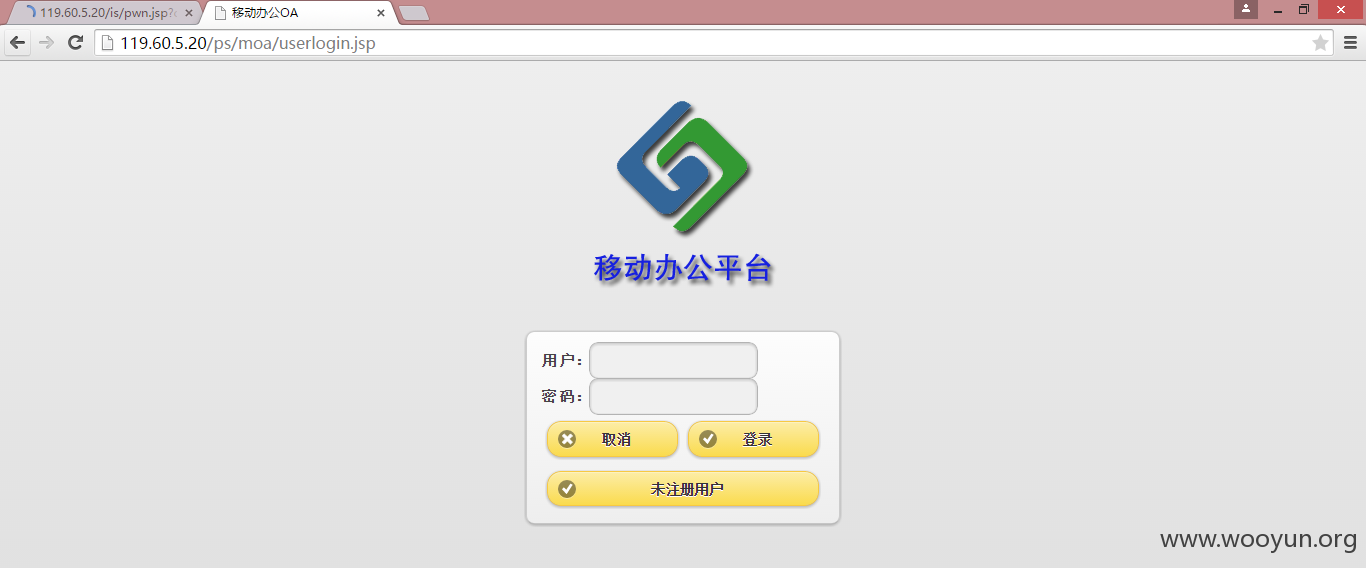 119.60.5.20/is/pwn.jsp?
移动办公OA
119.60.5.20/ps/moa/userlogin.jsp
移动办公平台
用户：
密码：
取消
登录
未注册用户
www.wooyun.org